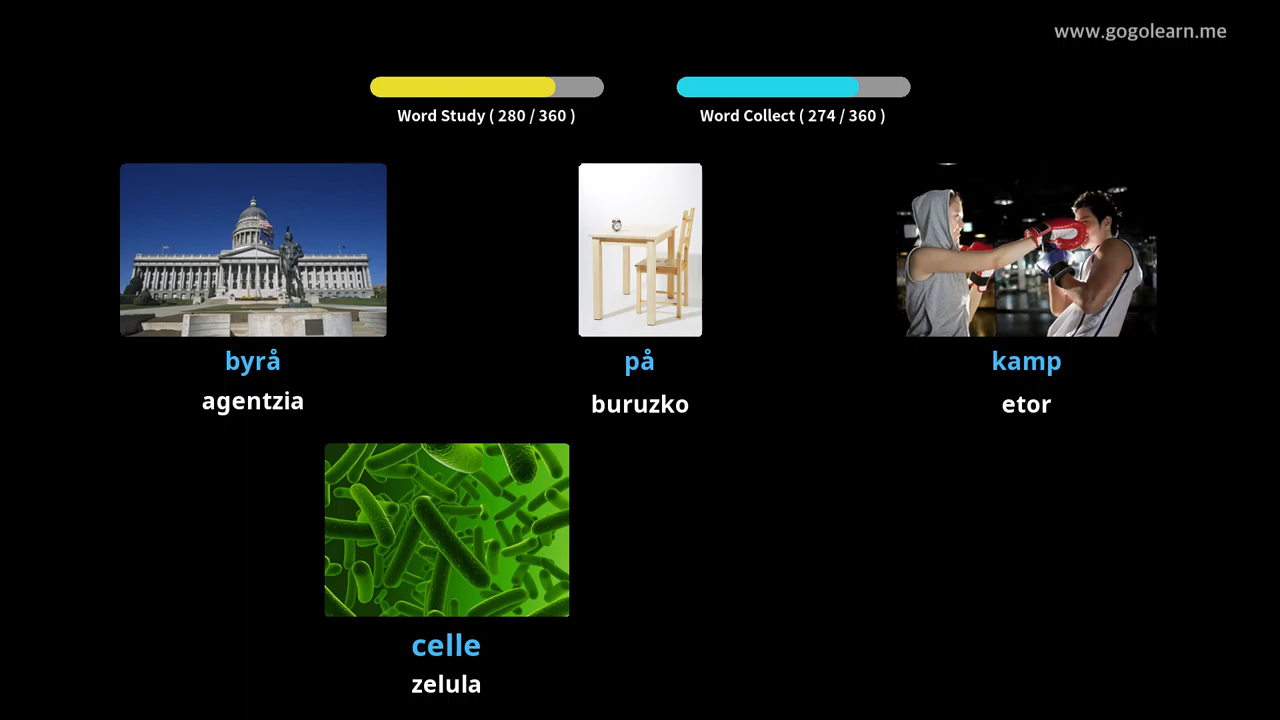 www.gogolearn.me
Word Study ( 280 / 360 )
Word Collect ( 274 / 360 )
byrå
agentzia
på
buruzko
kamp
etor
celle
zelula